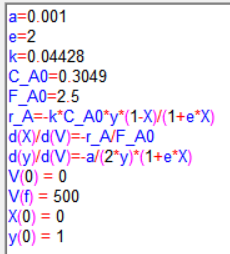 a=0.001
e=2
k=0.04428
C_A0=0.3049
F_A0=2.5
r_A=-k*C_A0*y*(1-X)/(1+e*X)
d(X)/d(V)=-r_A/F_A0
d(y)/d(V)=-a/(2*y)*(1+e*X)
V(0) = 0
V(f) = 500
X(0) = 0
y(0) = 1